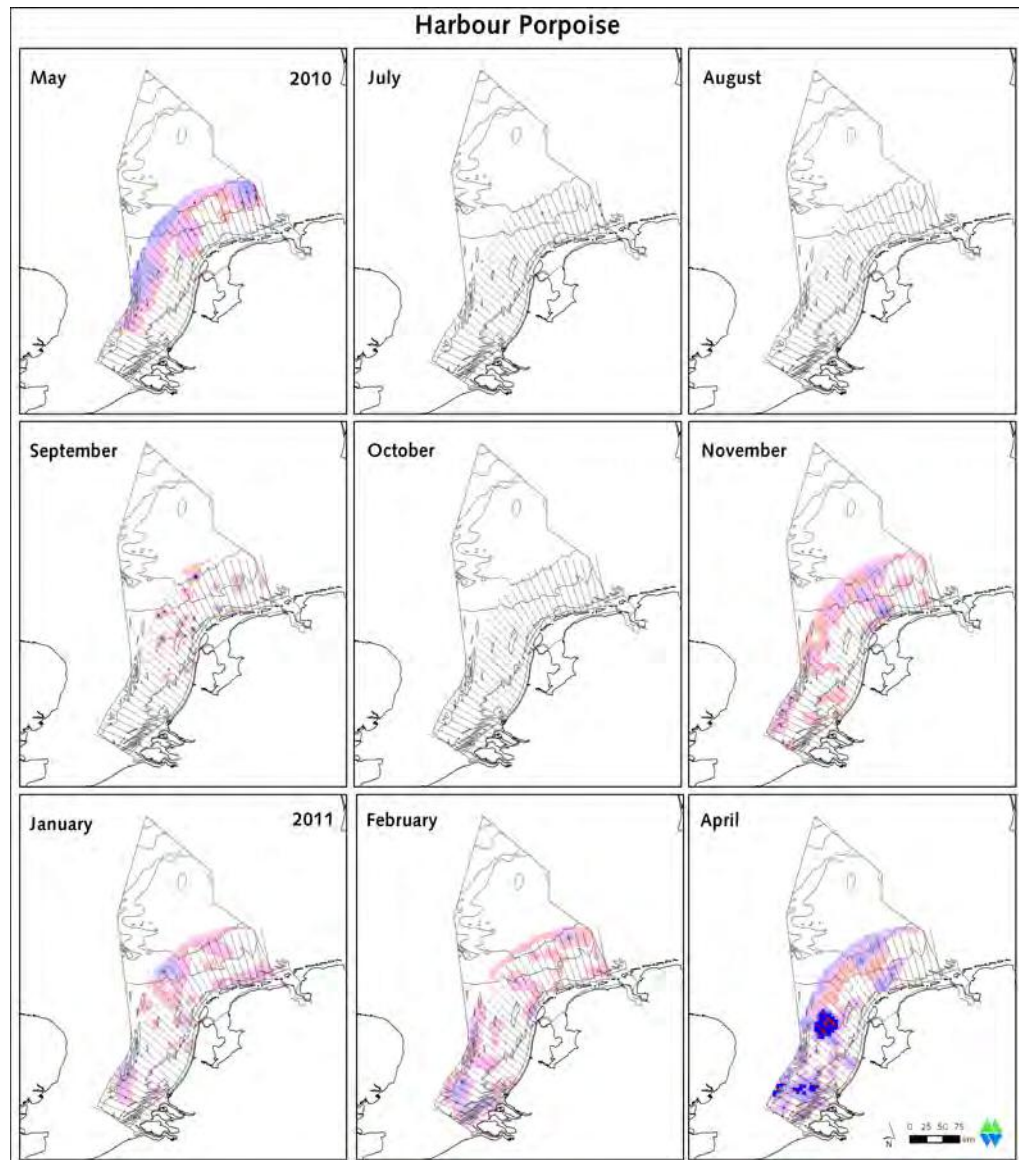 Harbour Porpoise
May 2010
July
August
September
October
November
January 2011
February
April
N 0 25 50 75 km